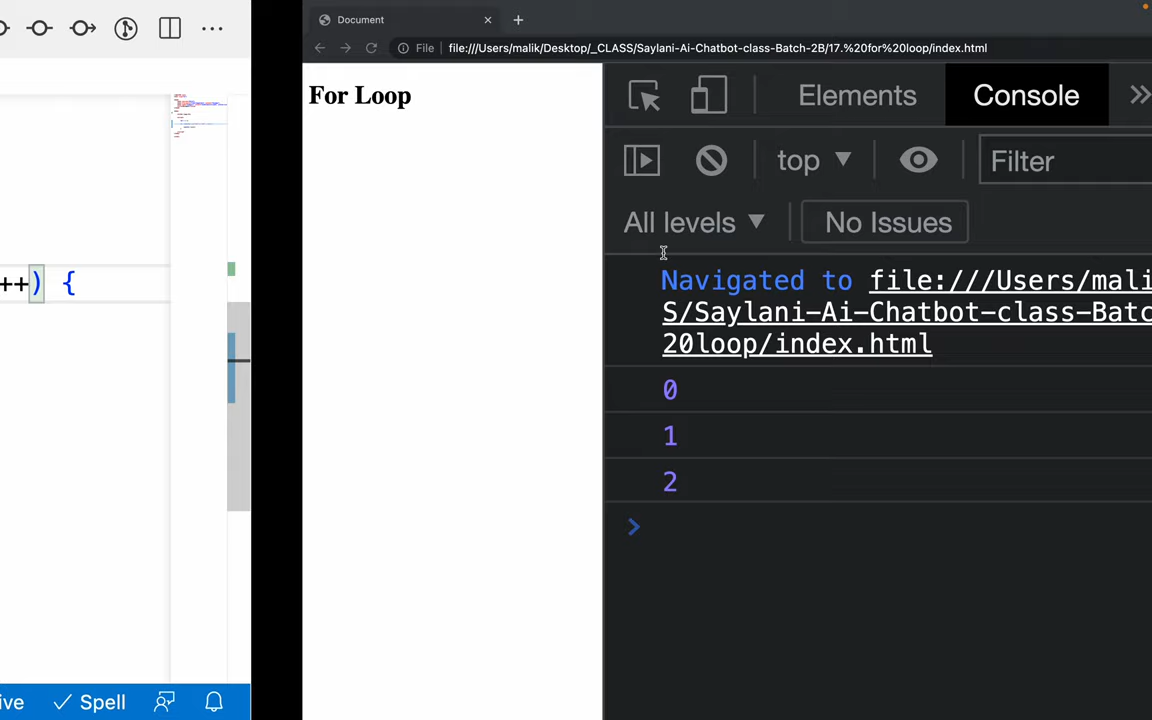 Document
File
file:///Users/malik/Desktop/_CLASS/Saylani-Ai-Chatbot-class-Batch-2B/17.%20for%20loop/index.html
For Loop
Elements
Console
top
Filter
All levels
No Issues
++) {
Navigated to file:///Users/mali
S/Saylani-Ai-Chatbot-class-Batc
20loop/index.html
0
1
2
ive
Spell